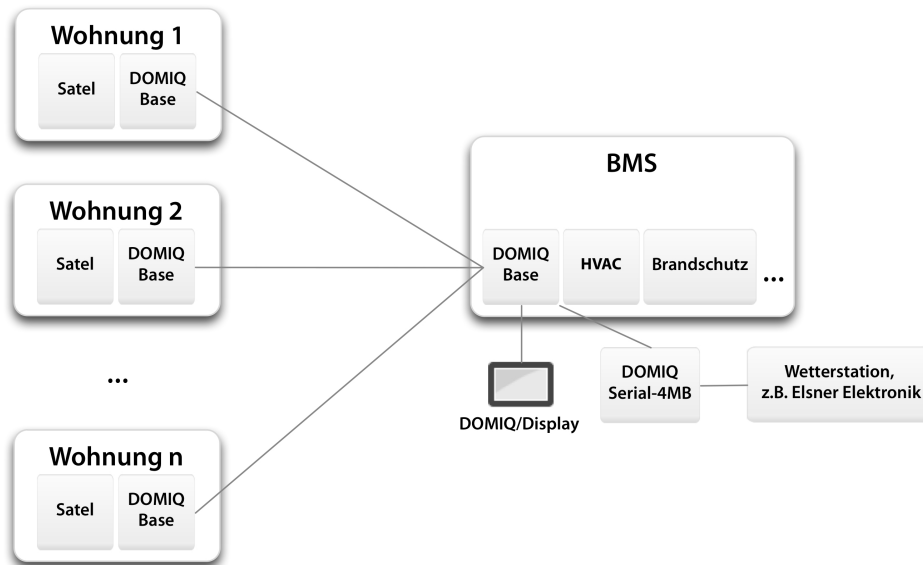 Wohnung 1
Satel
DOMIQ
Base
Wohnung 2
Satel
DOMIQ
Base
...
Wohnung n
Satel
DOMIQ
Base
BMS
DOMIQ
Base
HVAC
Brandschutz
...
DOMIQ/Display
DOMIQ
Serial-4MB
Wetterstation,
z.B. Elsner Elektronik